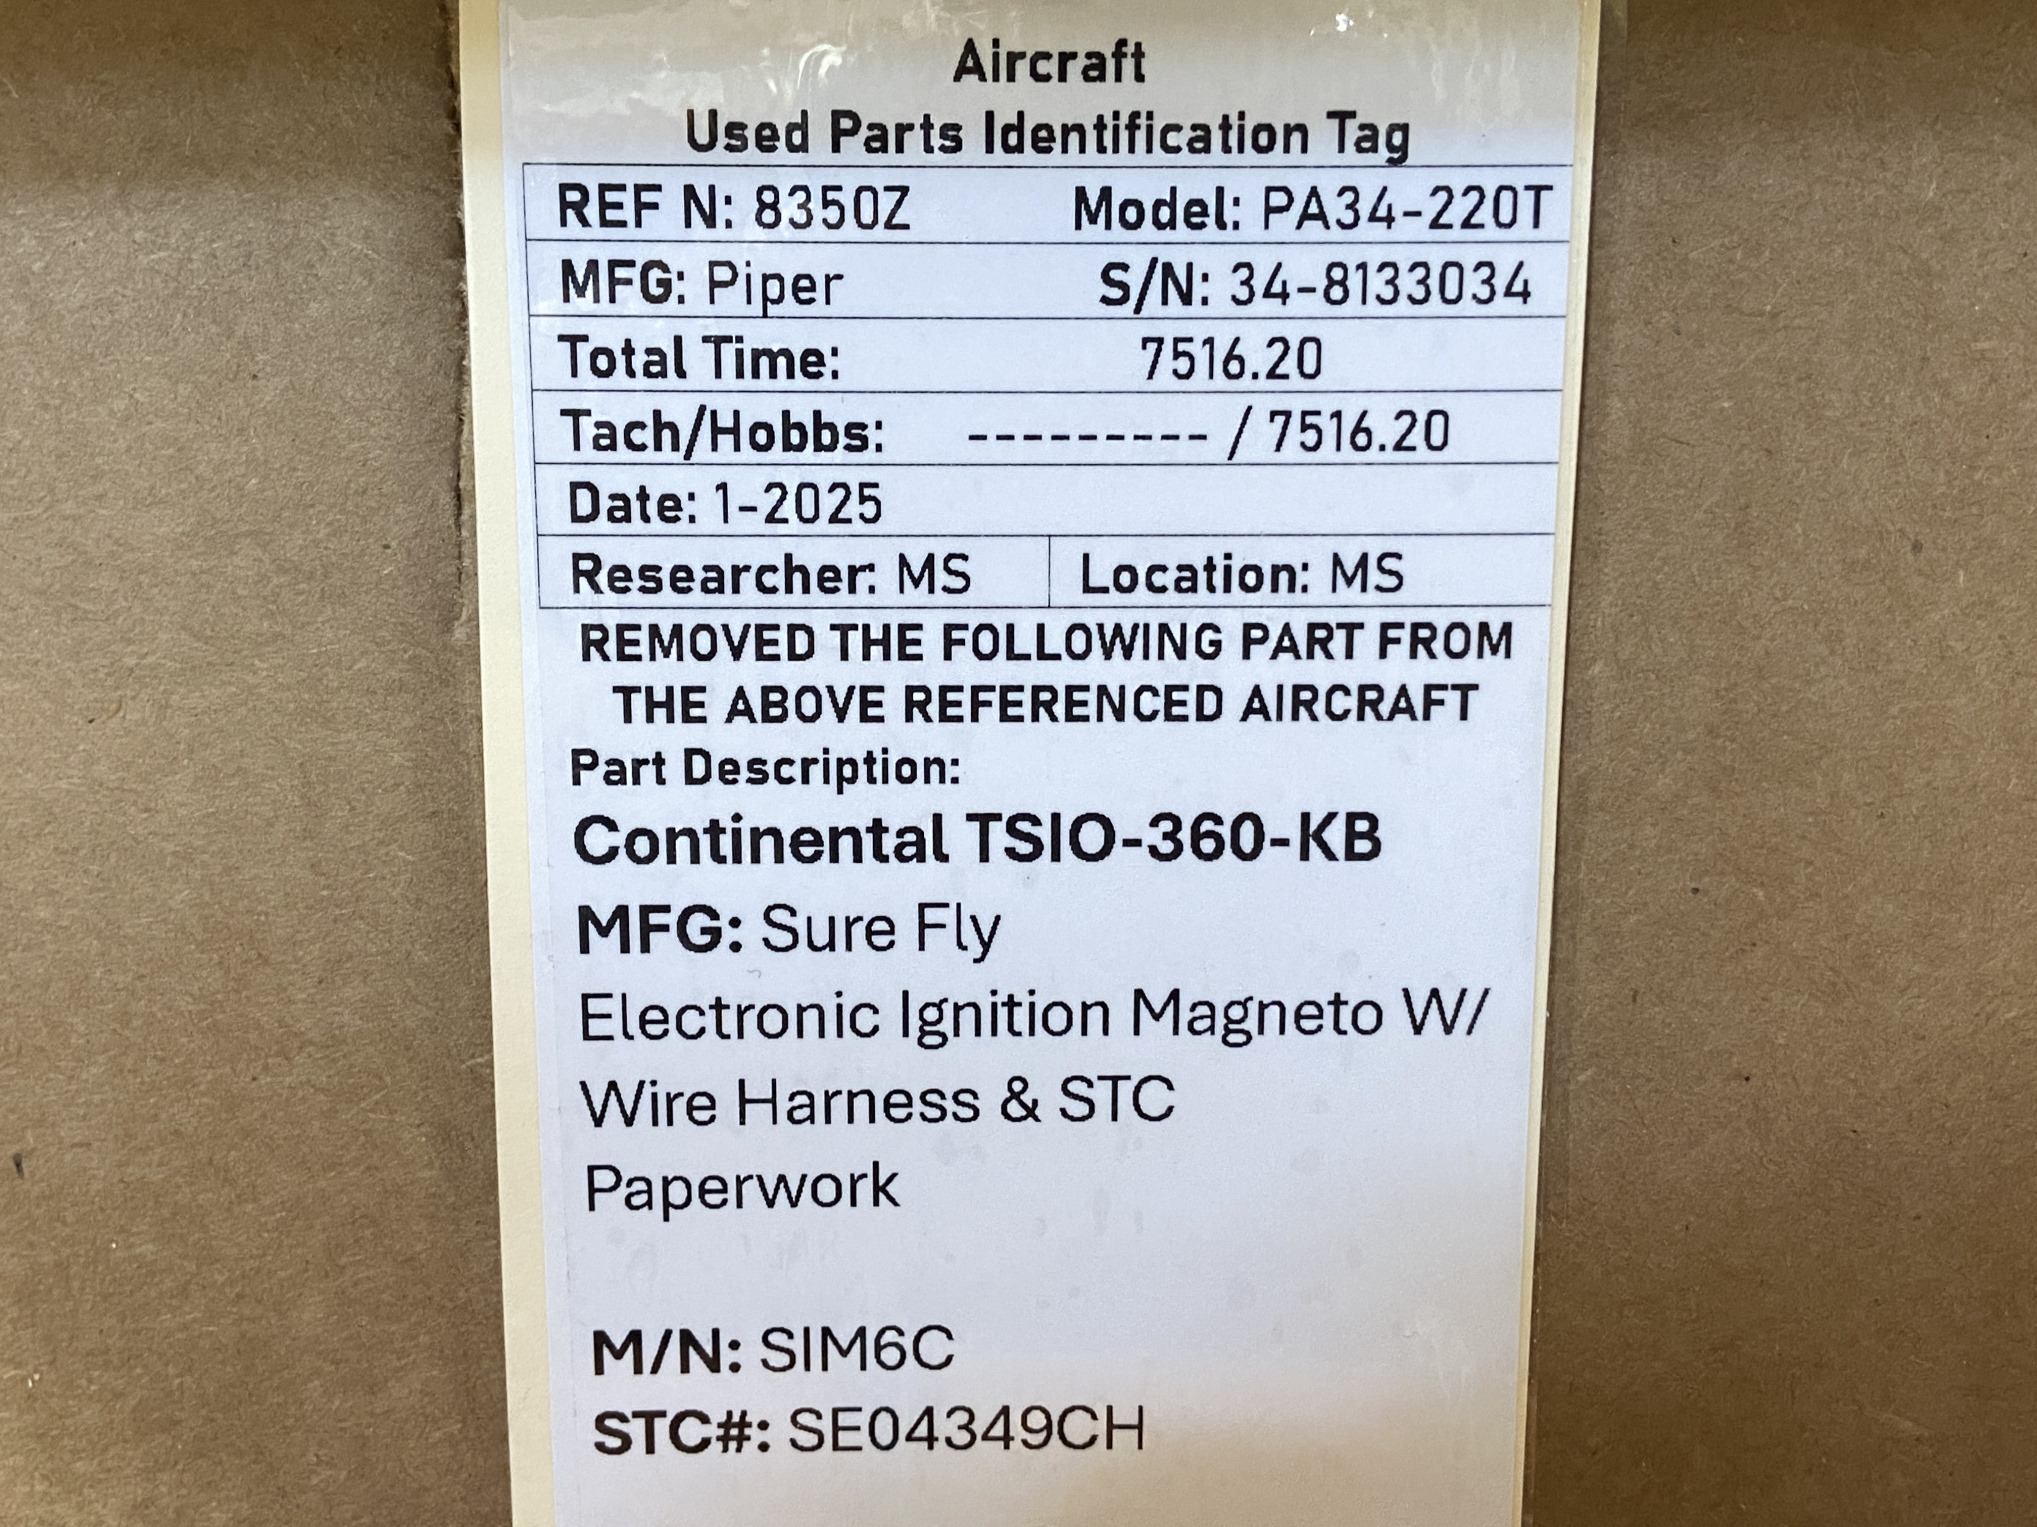 Aircraft
Used Parts Identification Tag
REF N: 8350Z Model: PA34-220T
MFG: Piper S/N: 34-8133034
Total Time: 7516.20
Tach/Hobbs: --------- / 7516.20
Date: 1-2025
Researcher: MS Location: MS
REMOVED THE FOLLOWING PART FROM
THE ABOVE REFERENCED AIRCRAFT
Part Description:
Continental TSIO-360-KB
MFG: Sure Fly
Electronic Ignition Magneto W/
Wire Harness & STC
Paperwork
M/N: SIM6C
STC#: SE04349CH